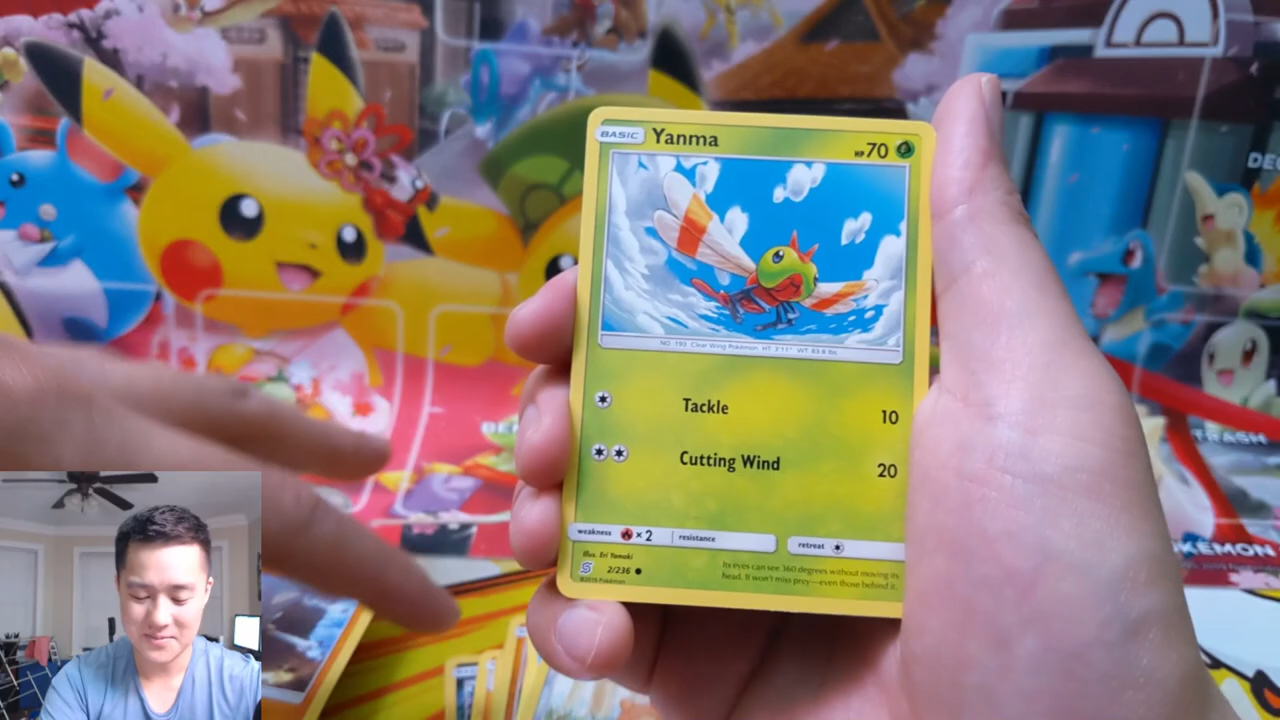 BASIC Yanma HP 70
NO. 193 Clear Wing Pokémon HT: 3'11" WT: 83.8 lbs.
Tackle 10
Cutting Wind 20
weakness ×2 resistance retreat
Illus. Eri Yamaki
2/236
©2019 Pokémon
Its eyes can see 360 degrees without moving its
head. It won't miss prey—even those behind it.
TRASH